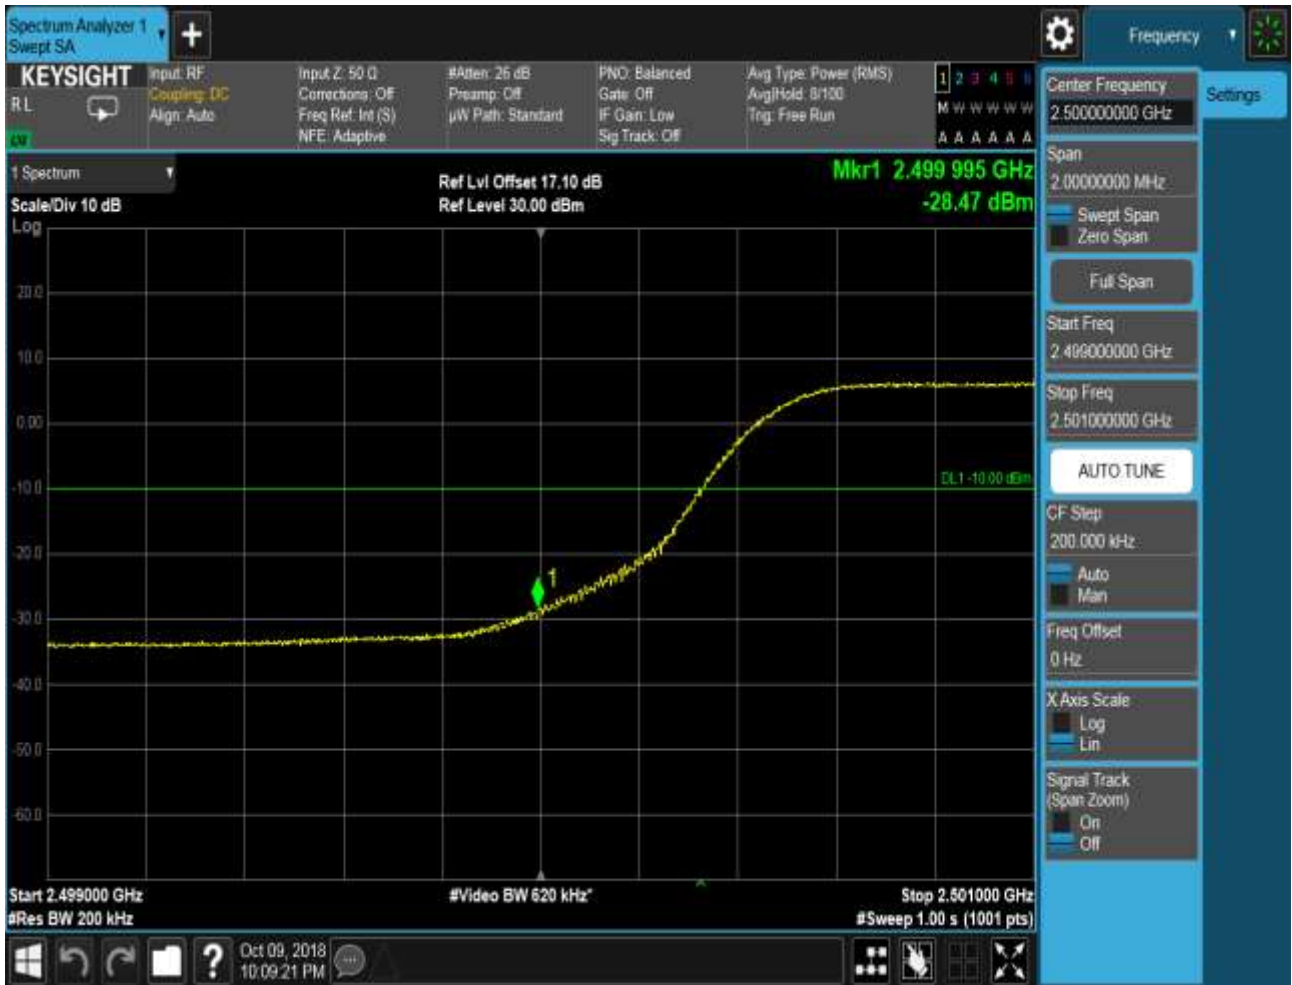 Spectrum Analyzer 1
Swept SA
+
Frequency
KEYSIGHT
R L
Input: RF
Coupling: DC
Align: Auto
Input Z: 50 Ω
Corrections: Off
Freq Ref: Int (S)
NFE: Adaptive
#Atten: 26 dB
Preamp: Off
µW Path: Standard
PNO: Balanced
Gate: Off
IF Gain: Low
Sig Track: Off
Avg Type: Power (RMS)
Avg|Hold: 8/100
Trig: Free Run
1 2 3 4 5 6
M W W W W W
A A A A A A
1 Spectrum
Scale/Div 10 dB
Log
Ref Lvl Offset 17.10 dB
Ref Level 30.00 dBm
Mkr1 2.499 995 GHz
-28.47 dBm
20.0
10.0
0.00
-10.0
-20.0
-30.0
-40.0
-50.0
-60.0
DL1 -10.00 dBm
1
Start 2.499000 GHz
#Res BW 200 kHz
#Video BW 620 kHz*
Stop 2.501000 GHz
#Sweep 1.00 s (1001 pts)
Center Frequency
2.500000000 GHz
Settings
Span
2.00000000 MHz
Swept Span
Zero Span
Full Span
Start Freq
2.499000000 GHz
Stop Freq
2.501000000 GHz
AUTO TUNE
CF Step
200.000 kHz
Auto
Man
Freq Offset
0 Hz
X Axis Scale
Log
Lin
Signal Track
(Span Zoom)
On
Off
?
Oct 09, 2018
10:09:21 PM